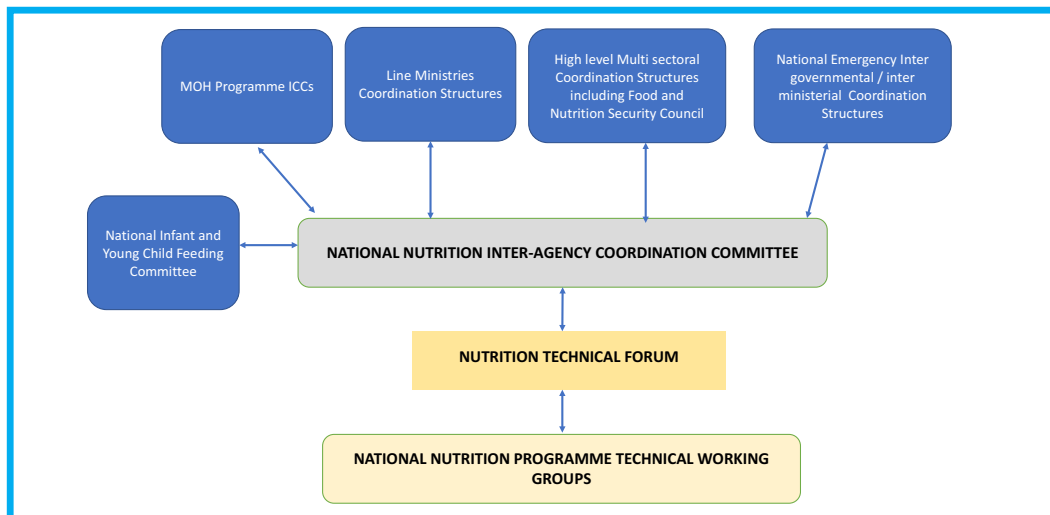 MOH Programme ICCs
Line Ministries
Coordination Structures
High level Multi sectoral
Coordination Structures
including Food and
Nutrition Security Council
National Emergency Inter
governmental / inter
ministerial Coordination
Structures
National Infant and
Young Child Feeding
Committee
NATIONAL NUTRITION INTER-AGENCY COORDINATION COMMITTEE
NUTRITION TECHNICAL FORUM
NATIONAL NUTRITION PROGRAMME TECHNICAL WORKING
GROUPS